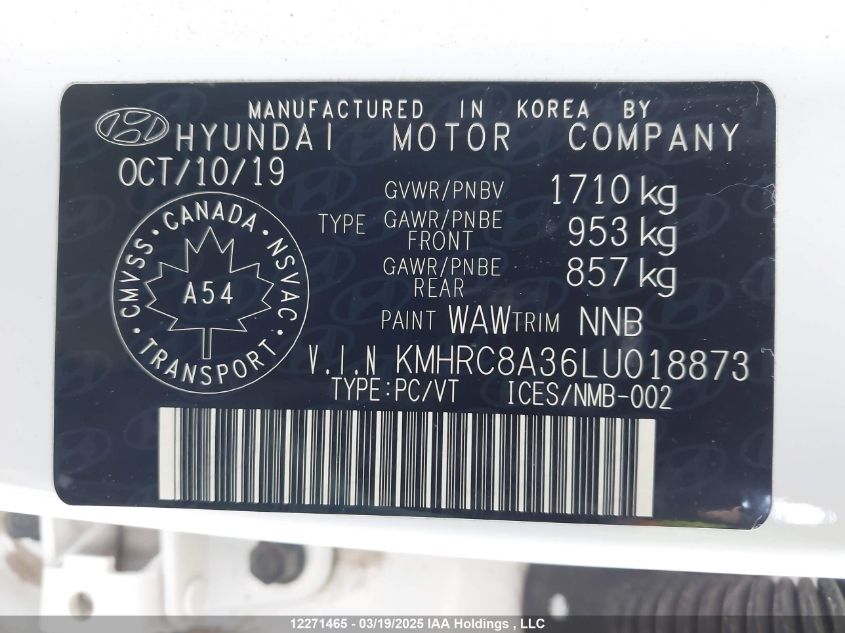 MANUFACTURED IN KOREA BY
HYUNDAI MOTOR COMPANY
OCT/10/19
GVWR/PNBV 1710 kg
TYPE GAWR/PNBE FRONT 953 kg
GAWR/PNBE REAR 857 kg
PAINT WAW TRIM NNB
CMVSS • CANADA • NSVAC • TRANSPORT •
A54
V.I.N KMHRC8A36LU018873
TYPE:PC/VT ICES/NMB-002
12271465 - 03/19/2025 IAA Holdings , LLC